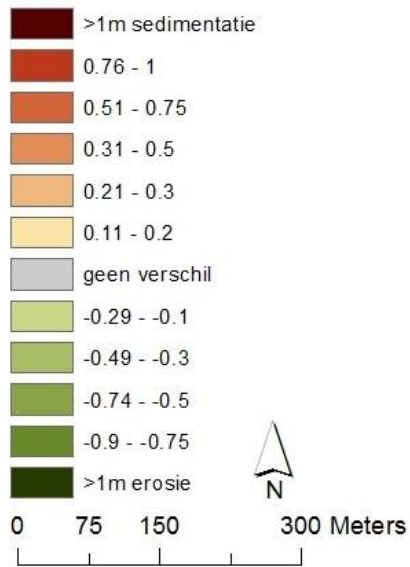 >1m sedimentatie
0.76 - 1
0.51 - 0.75
0.31 - 0.5
0.21 - 0.3
0.11 - 0.2
geen verschil
-0.29 - -0.1
-0.49 - -0.3
-0.74 - -0.5
-0.9 - -0.75
>1m erosie
N
0 75 150 300 Meters